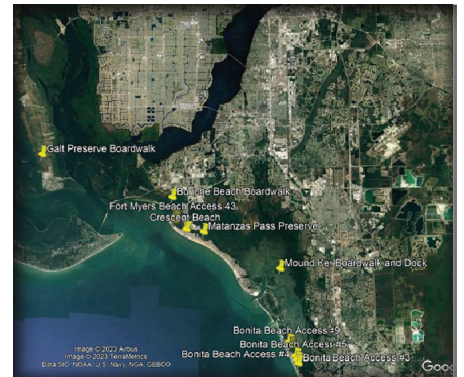 Galt Preserve Boardwalk
Bunche Beach Boardwalk
Fort Myers Beach Access 43
Crescent Beach
Matanzas Pass Preserve
Mound Key Boardwalk and Dock
Bonita Beach Access #9
Bonita Beach Access #5
Bonita Beach Access #4
Bonita Beach Access #3
Image © 2023 Airbus
Image © 2023 TerraMetrics
Data SIO, NOAA, U.S. Navy, NGA, GEBCO
Goo